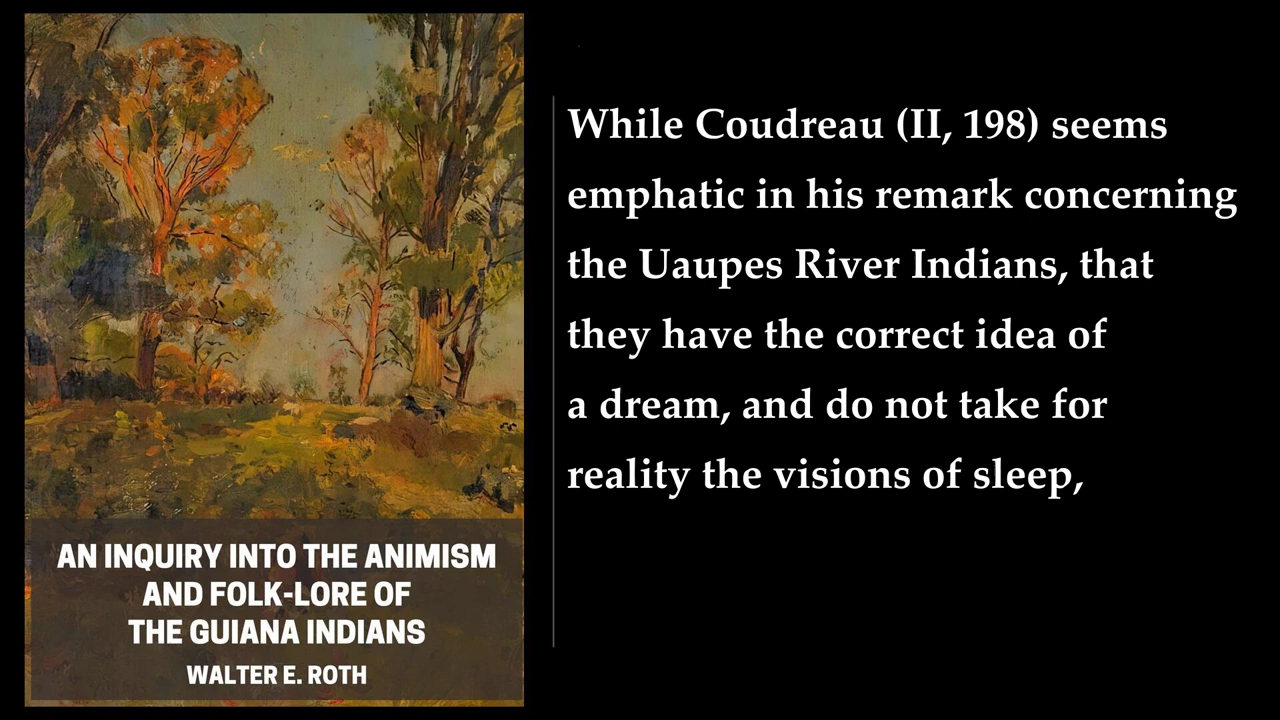 While Coudreau (II, 198) seems
emphatic in his remark concerning
the Uaupes River Indians, that
they have the correct idea of
a dream, and do not take for
reality the visions of sleep,
AN INQUIRY INTO THE ANIMISM
AND FOLK-LORE OF
THE GUIANA INDIANS
WALTER E. ROTH